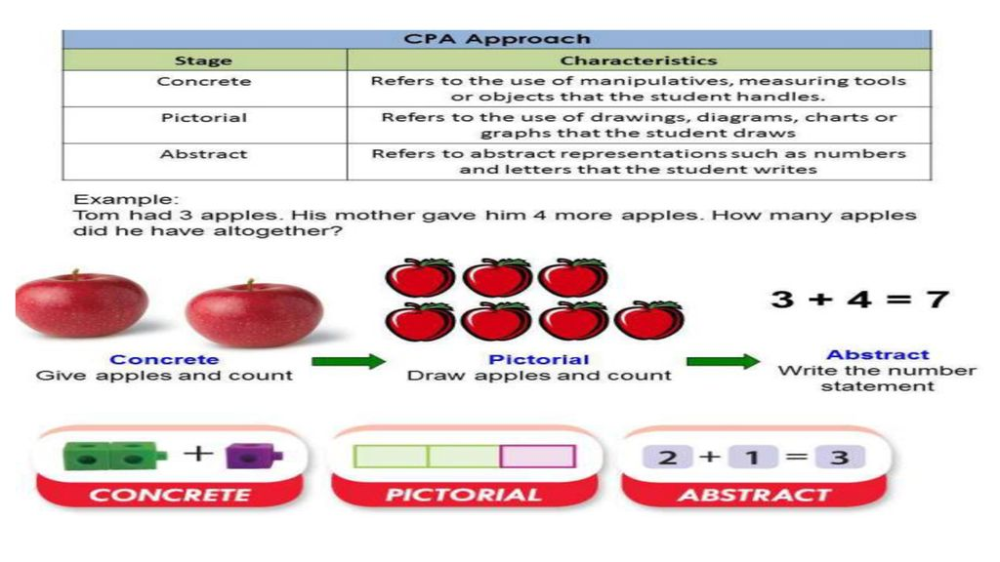 CPA Approach
Stage
Characteristics
Concrete
Refers to the use of manipulatives, measuring tools
or objects that the student handles.
Pictorial
Refers to the use of drawings, diagrams, charts or
graphs that the student draws
Abstract
Refers to abstract representations such as numbers
and letters that the student writes
Example:
Tom had 3 apples. His mother gave him 4 more apples. How many apples
did he have altogether?
3 + 4 = 7
Concrete
Give apples and count
Pictorial
Draw apples and count
Abstract
Write the number
statement
+
CONCRETE
PICTORIAL
2 + 1 = 3
ABSTRACT